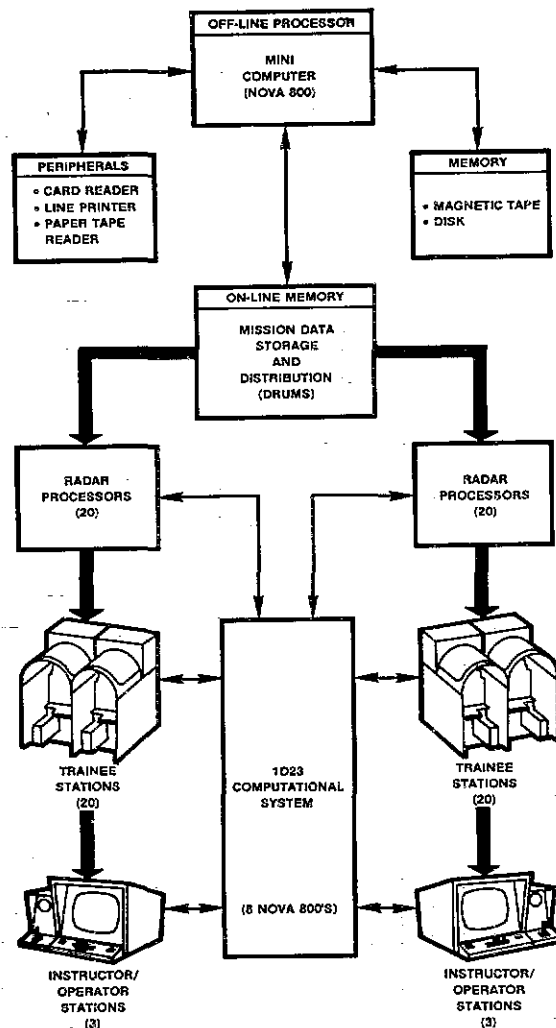 OFF-LINE PROCESSOR
MINI
COMPUTER
(NOVA 800)
PERIPHERALS
• CARD READER
• LINE PRINTER
• PAPER TAPE
READER
MEMORY
• MAGNETIC TAPE
• DISK
ON-LINE MEMORY
MISSION DATA
STORAGE
AND
DISTRIBUTION
(DRUMS)
RADAR
PROCESSORS
(20)
RADAR
PROCESSORS
(20)
TRAINEE
STATIONS
(20)
1D23
COMPUTATIONAL
SYSTEM
(8 NOVA 800'S)
TRAINEE
STATIONS
(20)
INSTRUCTOR/
OPERATOR
STATIONS
(3)
INSTRUCTOR/
OPERATOR
STATIONS
(3)